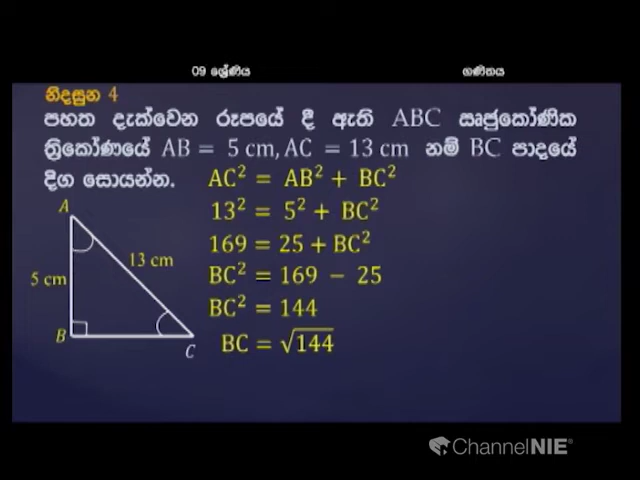 09 ශ්‍රේණිය ගණිතය
නිදසුන 4
පහත දැක්වෙන රූපයේ දී ඇති ABC සෘජුකෝණික
ත්‍රිකෝණයේ AB = 5 cm, AC = 13 cm නම් BC පාදයේ
දිග සොයන්න.
AC² = AB² + BC²
13² = 5² + BC²
169 = 25 + BC²
BC² = 169 − 25
BC² = 144
BC = √144
A
13 cm
5 cm
B
C
ChannelNIE